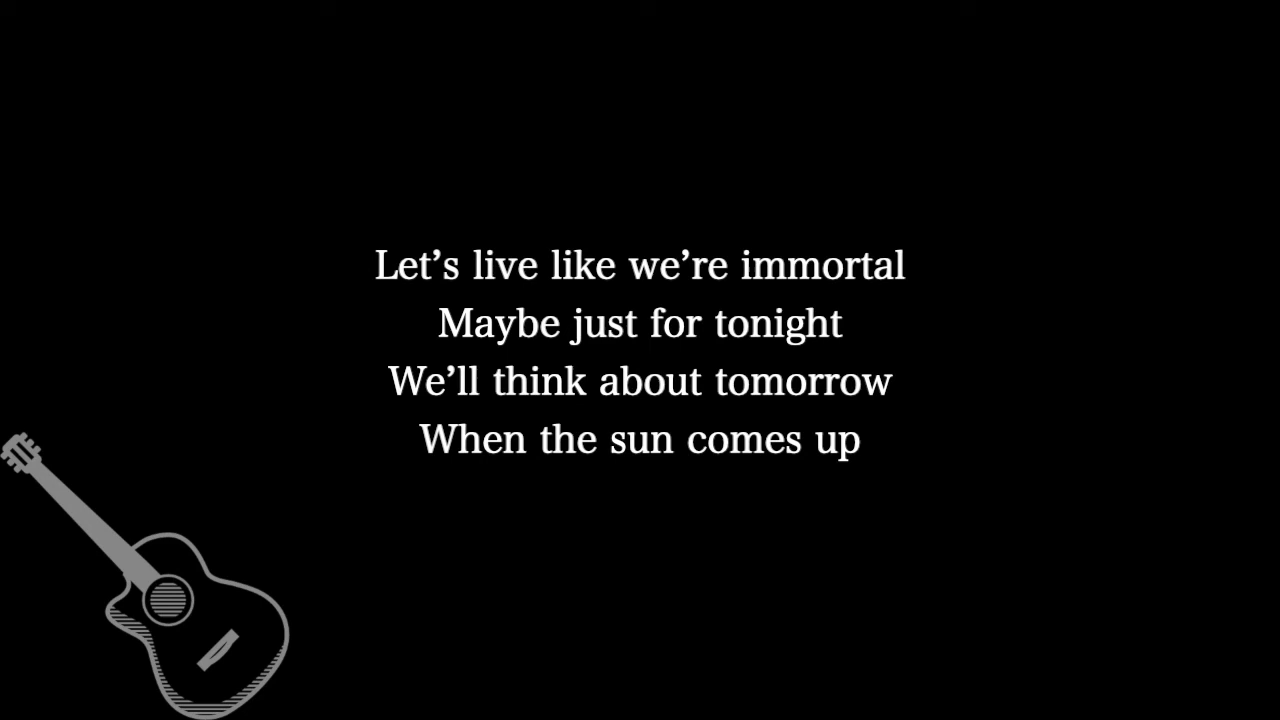 Let’s live like we’re immortal
Maybe just for tonight
We’ll think about tomorrow
When the sun comes up